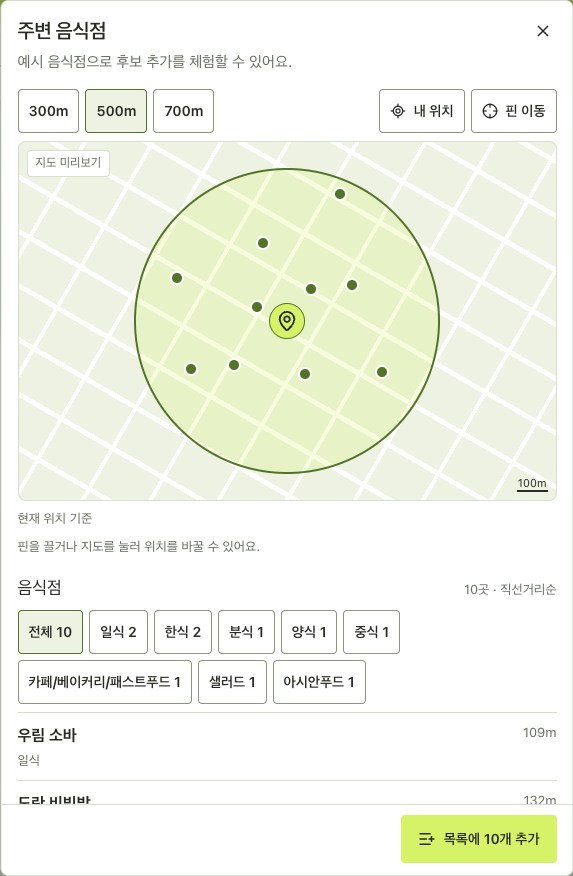 주변 음식점
예시 음식점으로 후보 추가를 체험할 수 있어요.
300m 500m 700m 내 위치 핀 이동
지도 미리보기
100m
현재 위치 기준
핀을 끌거나 지도를 눌러 위치를 바꿀 수 있어요.
음식점 10곳 · 직선거리순
전체 10 일식 2 한식 2 분식 1 양식 1 중식 1
카페/베이커리/패스트푸드 1 샐러드 1 아시안푸드 1
우림 소바 109m
일식
132m
목록에 10개 추가